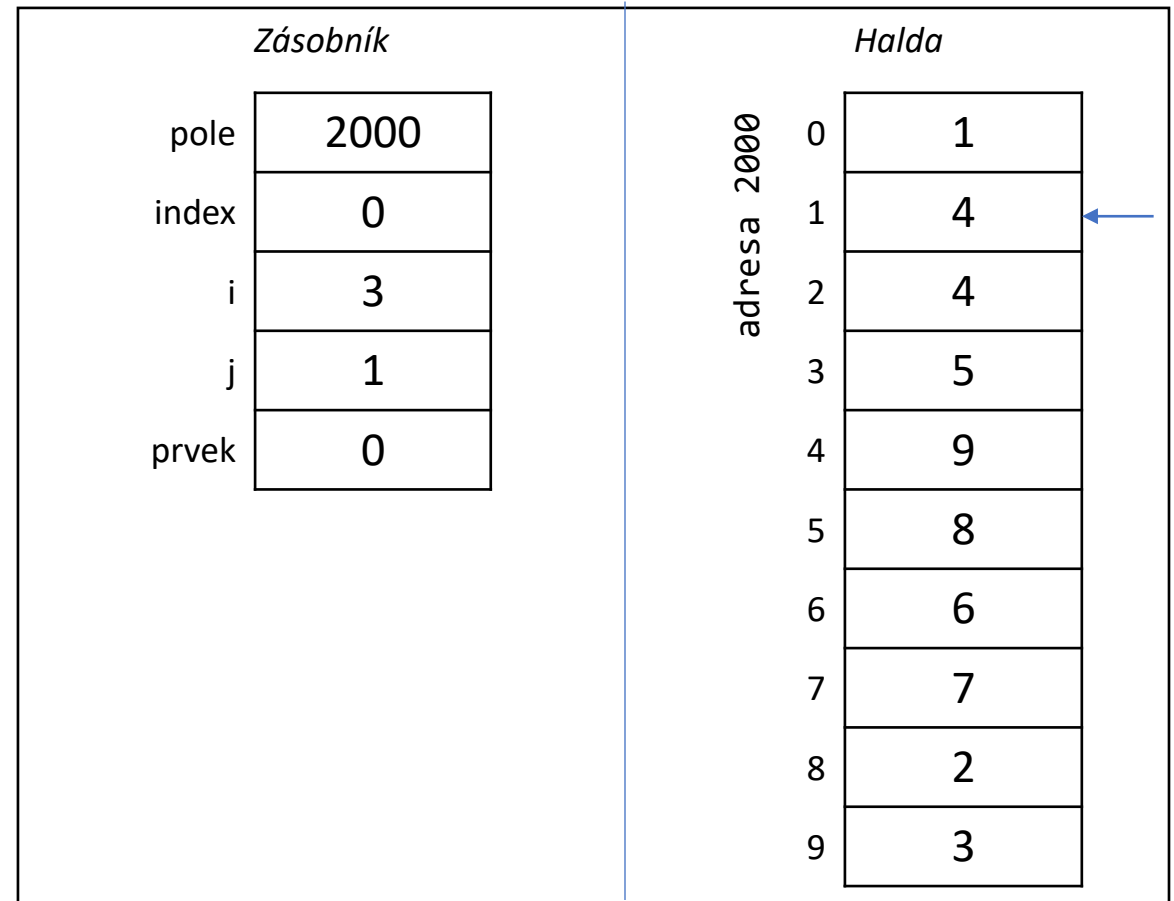 Zásobník
pole 2000
index 0
i 3
j 1
prvek 0
Halda
adresa 2000
0 1
1 4
2 4
3 5
4 9
5 8
6 6
7 7
8 2
9 3